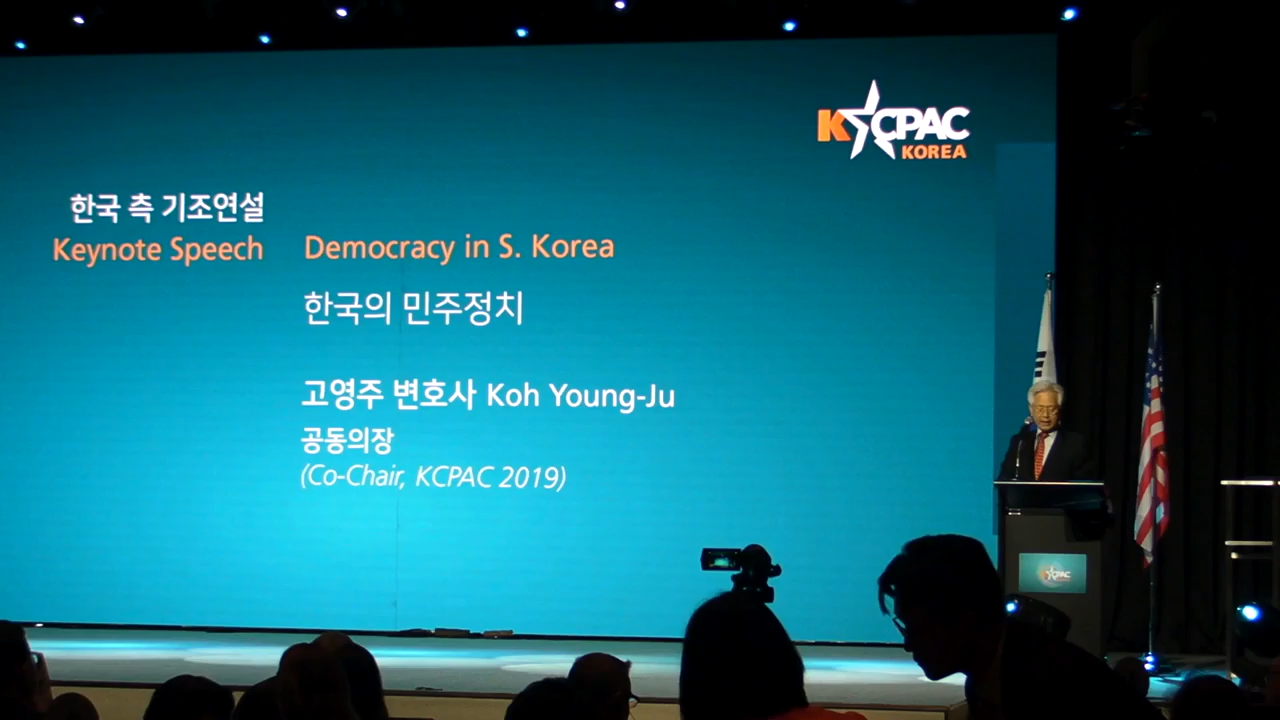 KCPAC
KOREA
한국 측 기조연설
Keynote Speech
Democracy in S. Korea
한국의 민주정치
고영주 변호사 Koh Young-Ju
공동의장
(Co-Chair, KCPAC 2019)
KCPAC